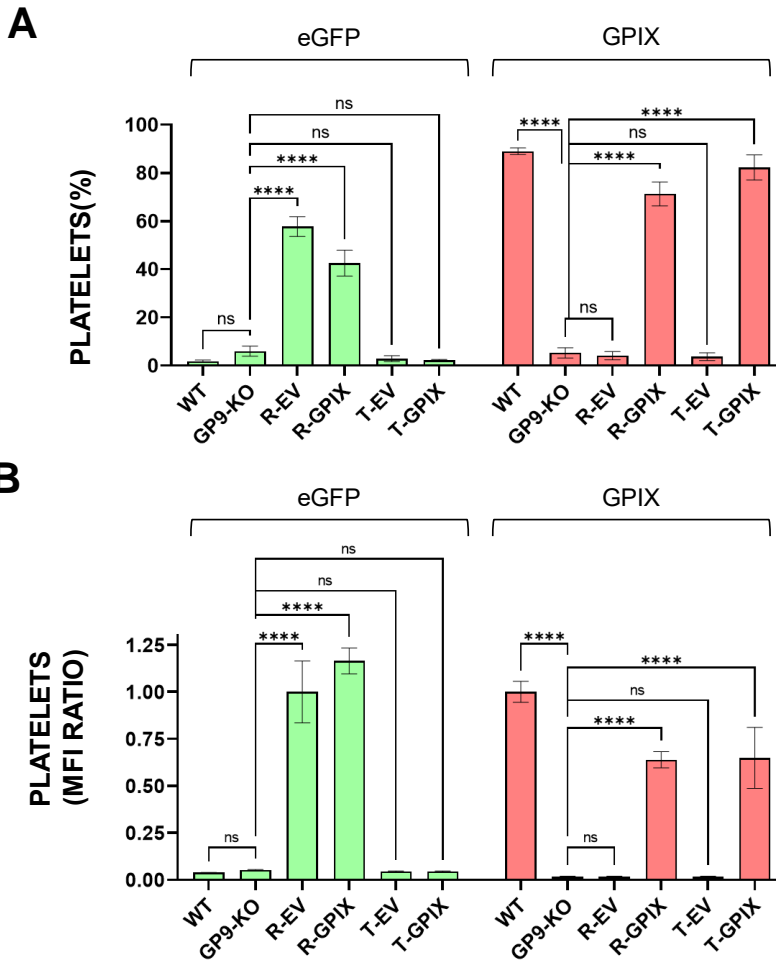 A
eGFP GPIX
ns
**** ****
ns ns
**** ****
****
ns ns
PLATELETS(%)
100
80
60
40
20
0
WT GP9-KO R-EV R-GPIX T-EV T-GPIX WT GP9-KO R-EV R-GPIX T-EV T-GPIX
B
eGFP GPIX
ns
ns
****
**** ****
****
ns
****
ns ns
PLATELETS
(MFI RATIO)
1.25
1.00
0.75
0.50
0.25
0.00
WT GP9-KO R-EV R-GPIX T-EV T-GPIX WT GP9-KO R-EV R-GPIX T-EV T-GPIX